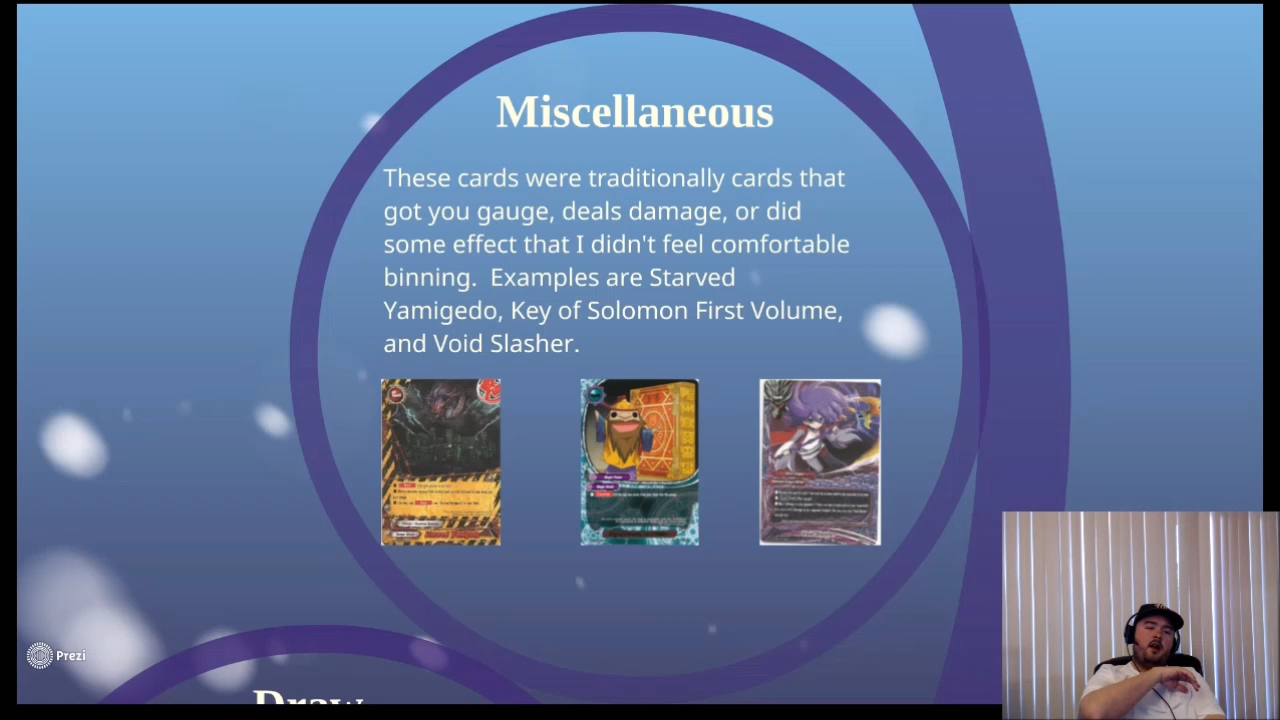 Miscellaneous
These cards were traditionally cards that
got you gauge, deals damage, or did
some effect that I didn't feel comfortable
binning.  Examples are Starved
Yamigedo, Key of Solomon First Volume,
and Void Slasher.
Prezi
Draw